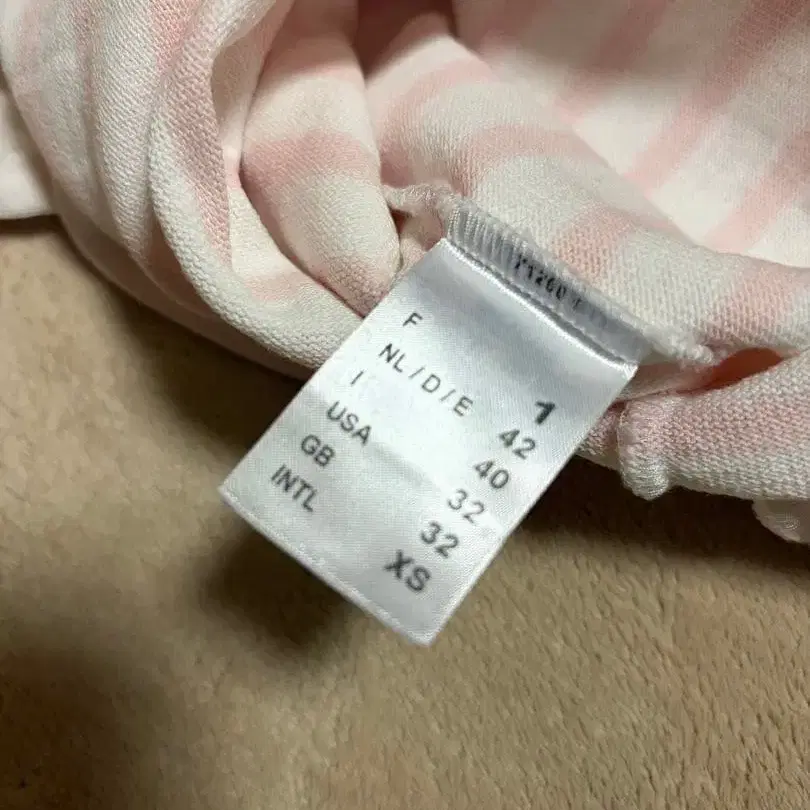 F 1
NL / D / E 42
I 40
USA 32
GB 32
INTL XS